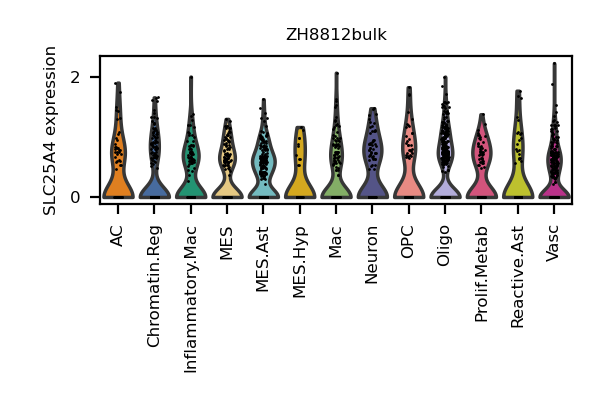 ZH8812bulk
SLC25A4 expression
2
0
AC
Chromatin.Reg
Inflammatory.Mac
MES
MES.Ast
MES.Hyp
Mac
Neuron
OPC
Oligo
Prolif.Metab
Reactive.Ast
Vasc